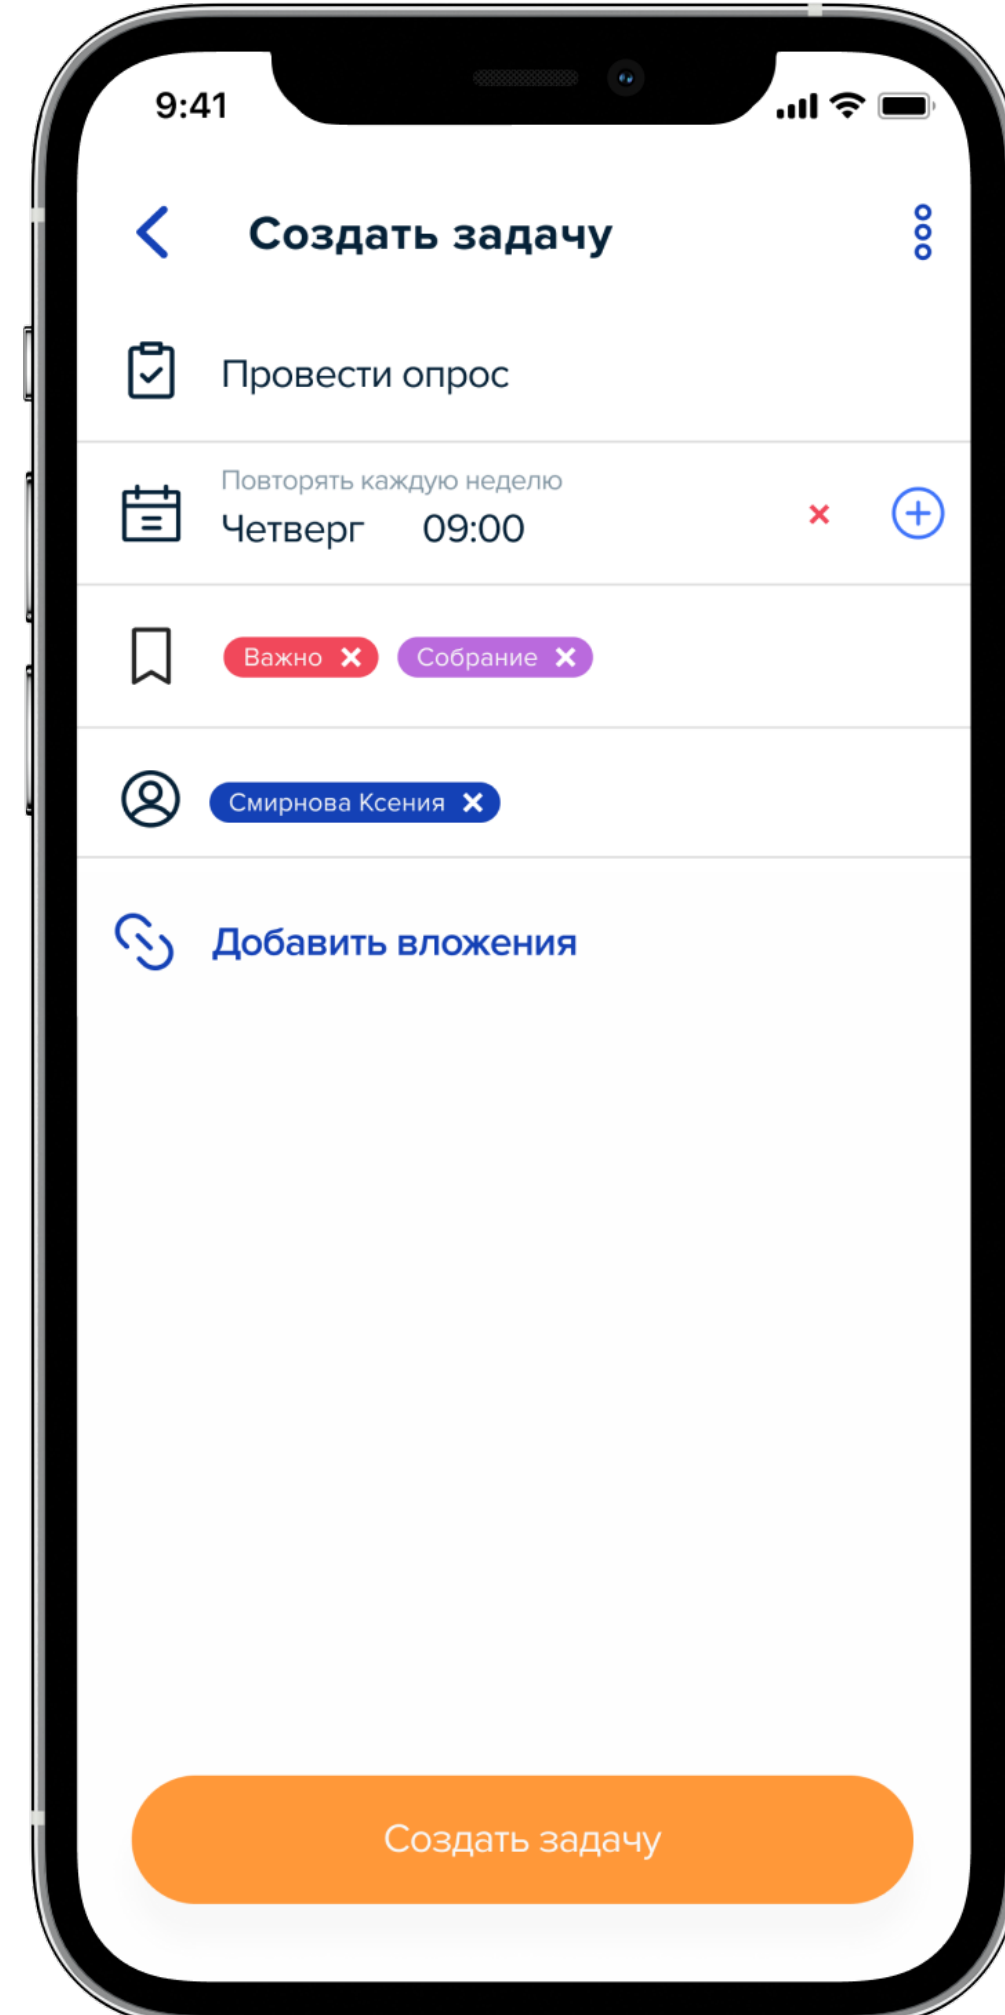 9:41
Создать задачу
Провести опрос
Повторять каждую неделю
Четверг 09:00
Важно Собрание
Смирнова Ксения
Добавить вложения
Создать задачу